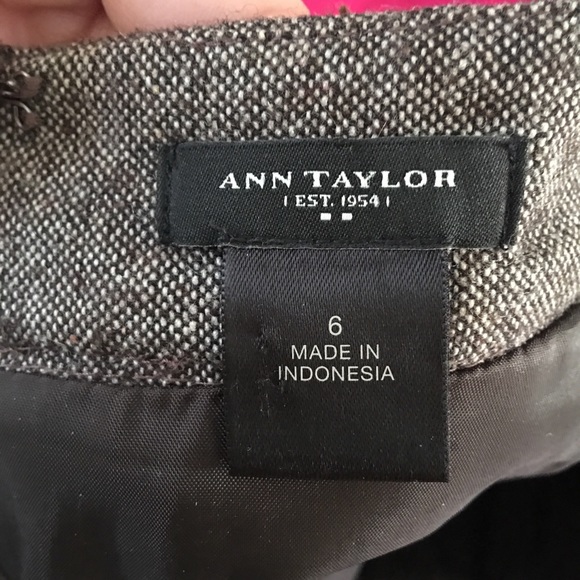 ANN TAYLOR
| EST. 1954 |
6
MADE IN
INDONESIA